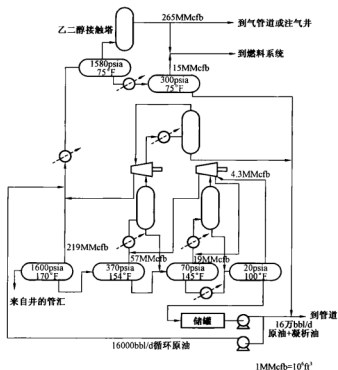 乙二醇接触塔
265MMcfb
到气管道或注气井
到燃料系统
1580psia
75°F
15MMcfb
300psia
75°F
4.3MMcfb
219MMcfb
57MMcfb
19MMcfb
1600psia
170°F
370psia
154°F
70psia
145°F
20psia
100°F
来自井的管汇
储罐
到管道
16万bbl/d
原油+凝析油
16000bbl/d循环原油
1MMcfb=10⁶ft³